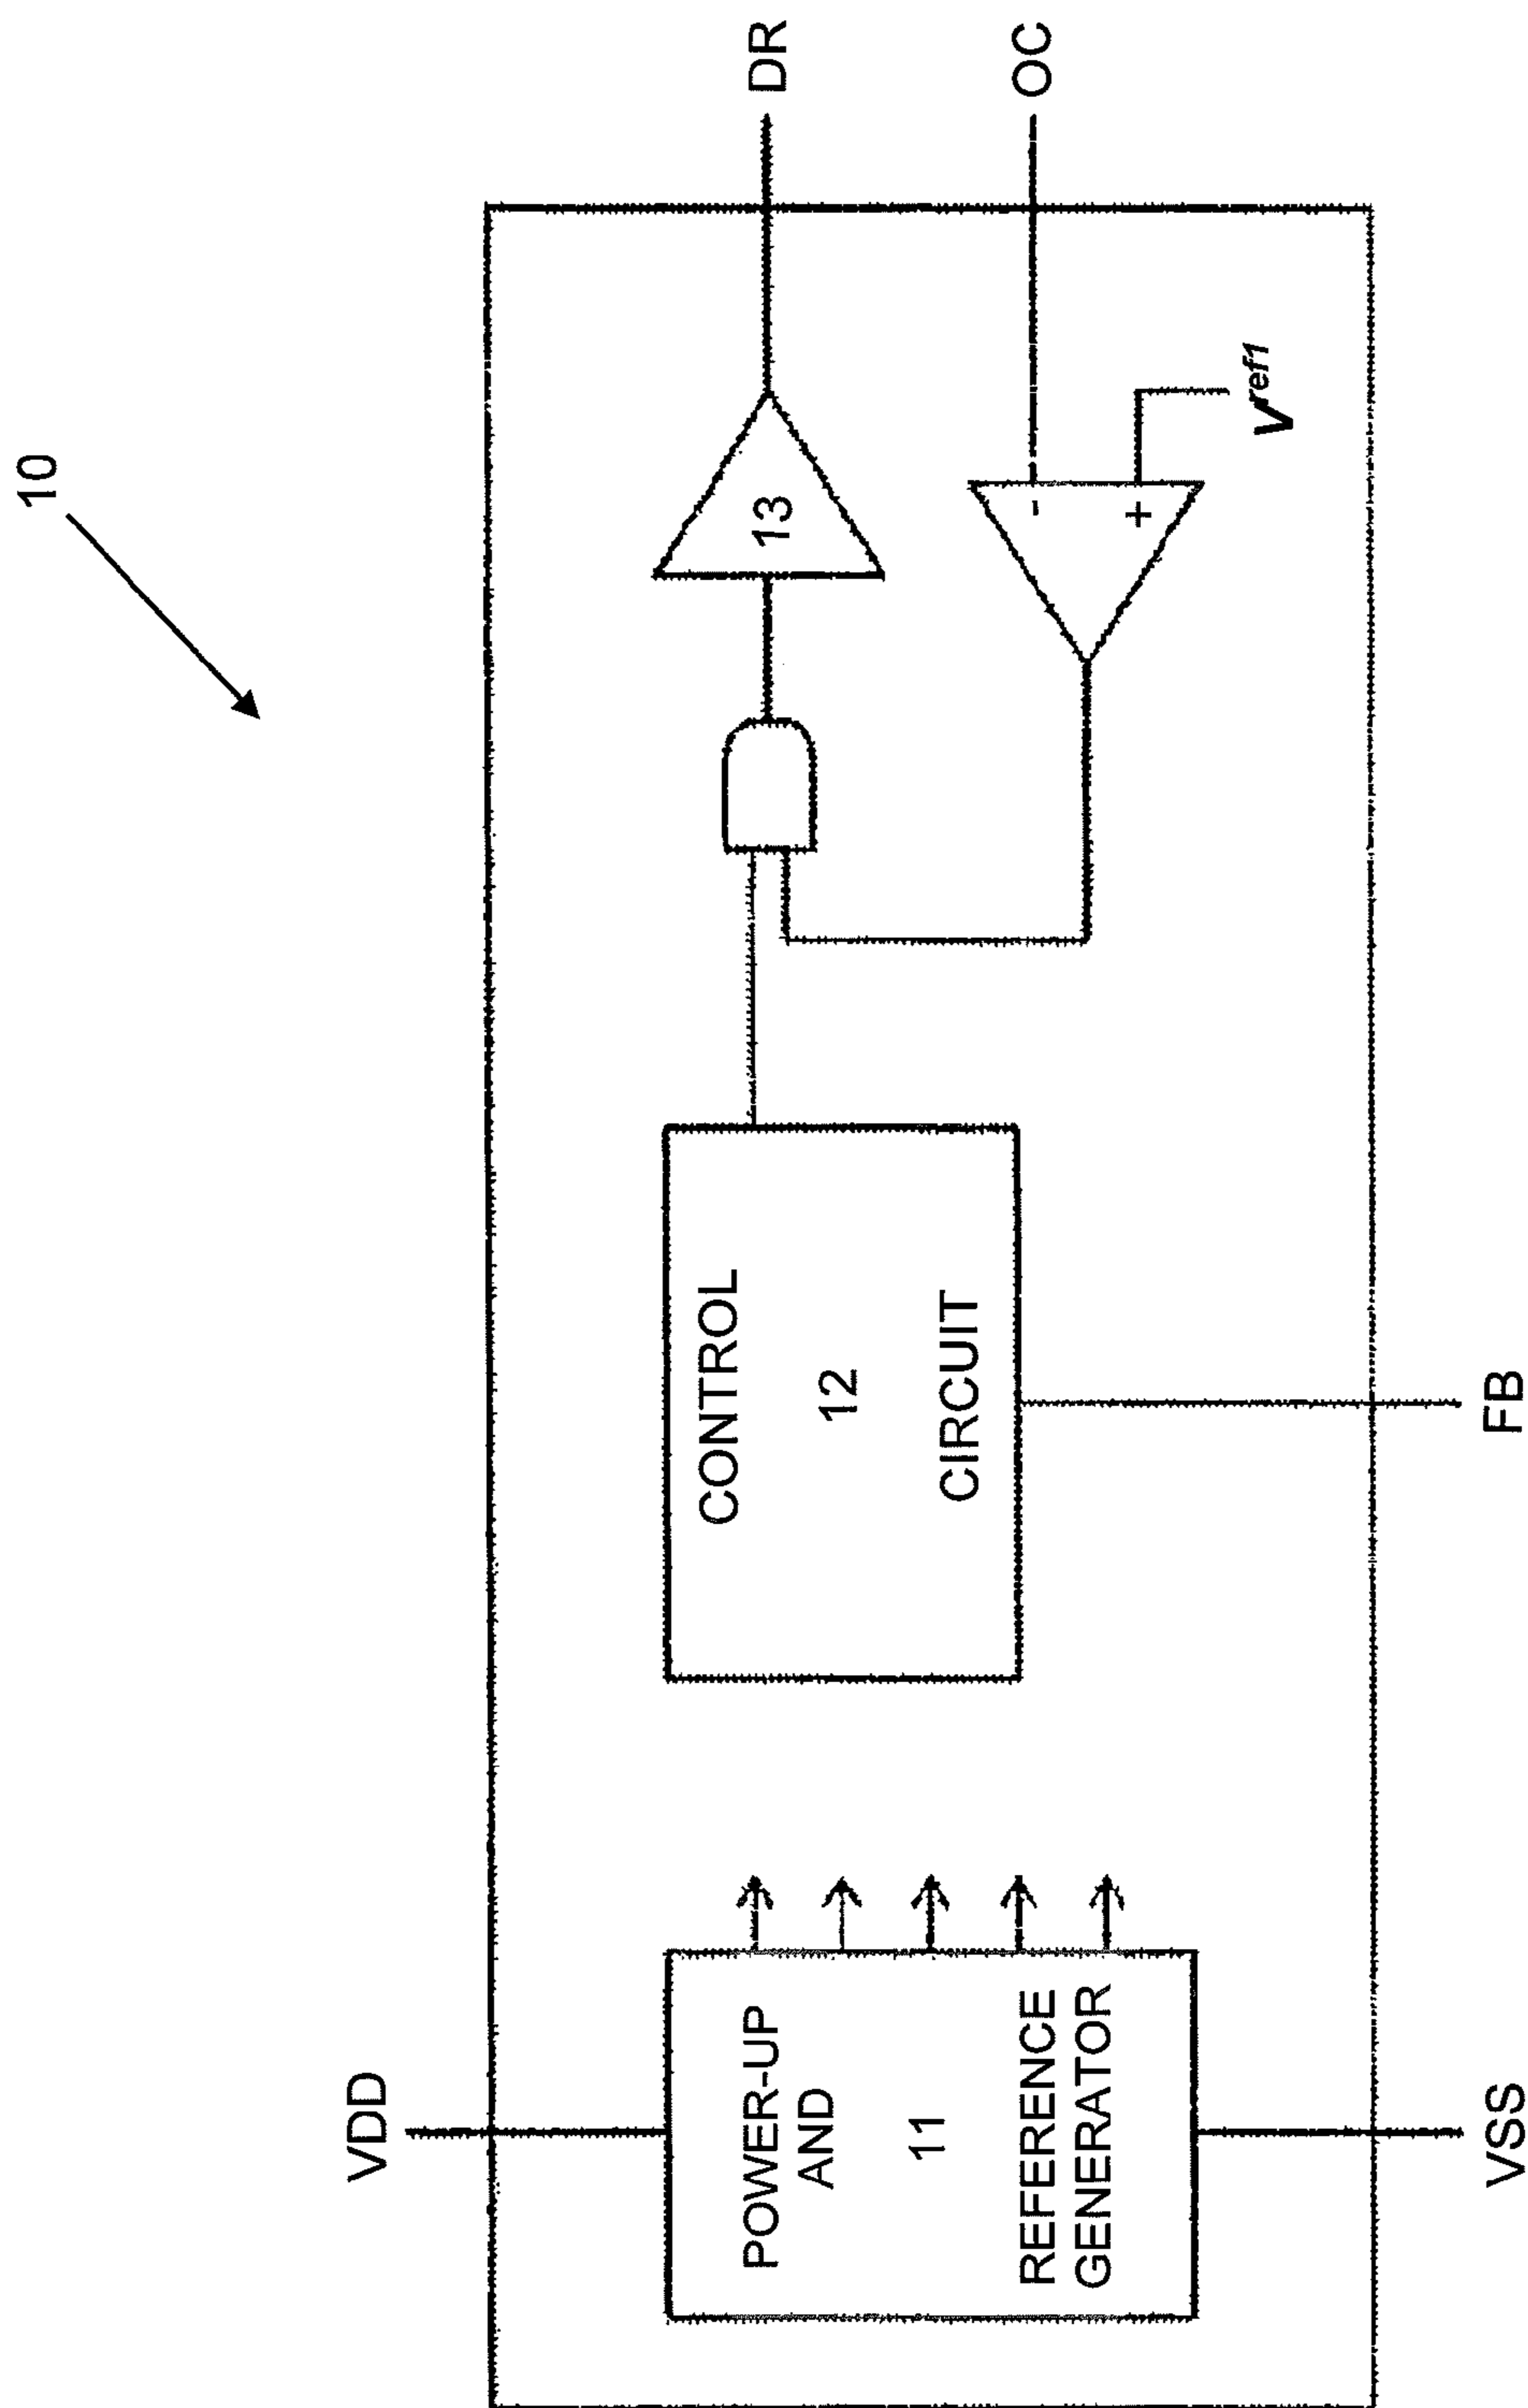 10
VDD
POWER-UP
AND
11
REFERENCE
GENERATOR
VSS
CONTROL
12
CIRCUIT
FB
13
DR
-
+
OC
Vref1